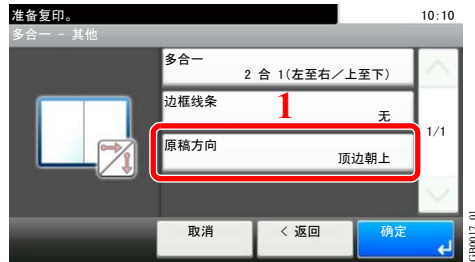 准备复印。
10:10
多合一 - 其他
多合一
2 合 1(左至右／上至下)
边框线条
1
无
1/1
原稿方向
顶边朝上
取消
< 返回
确定
GB0017_01